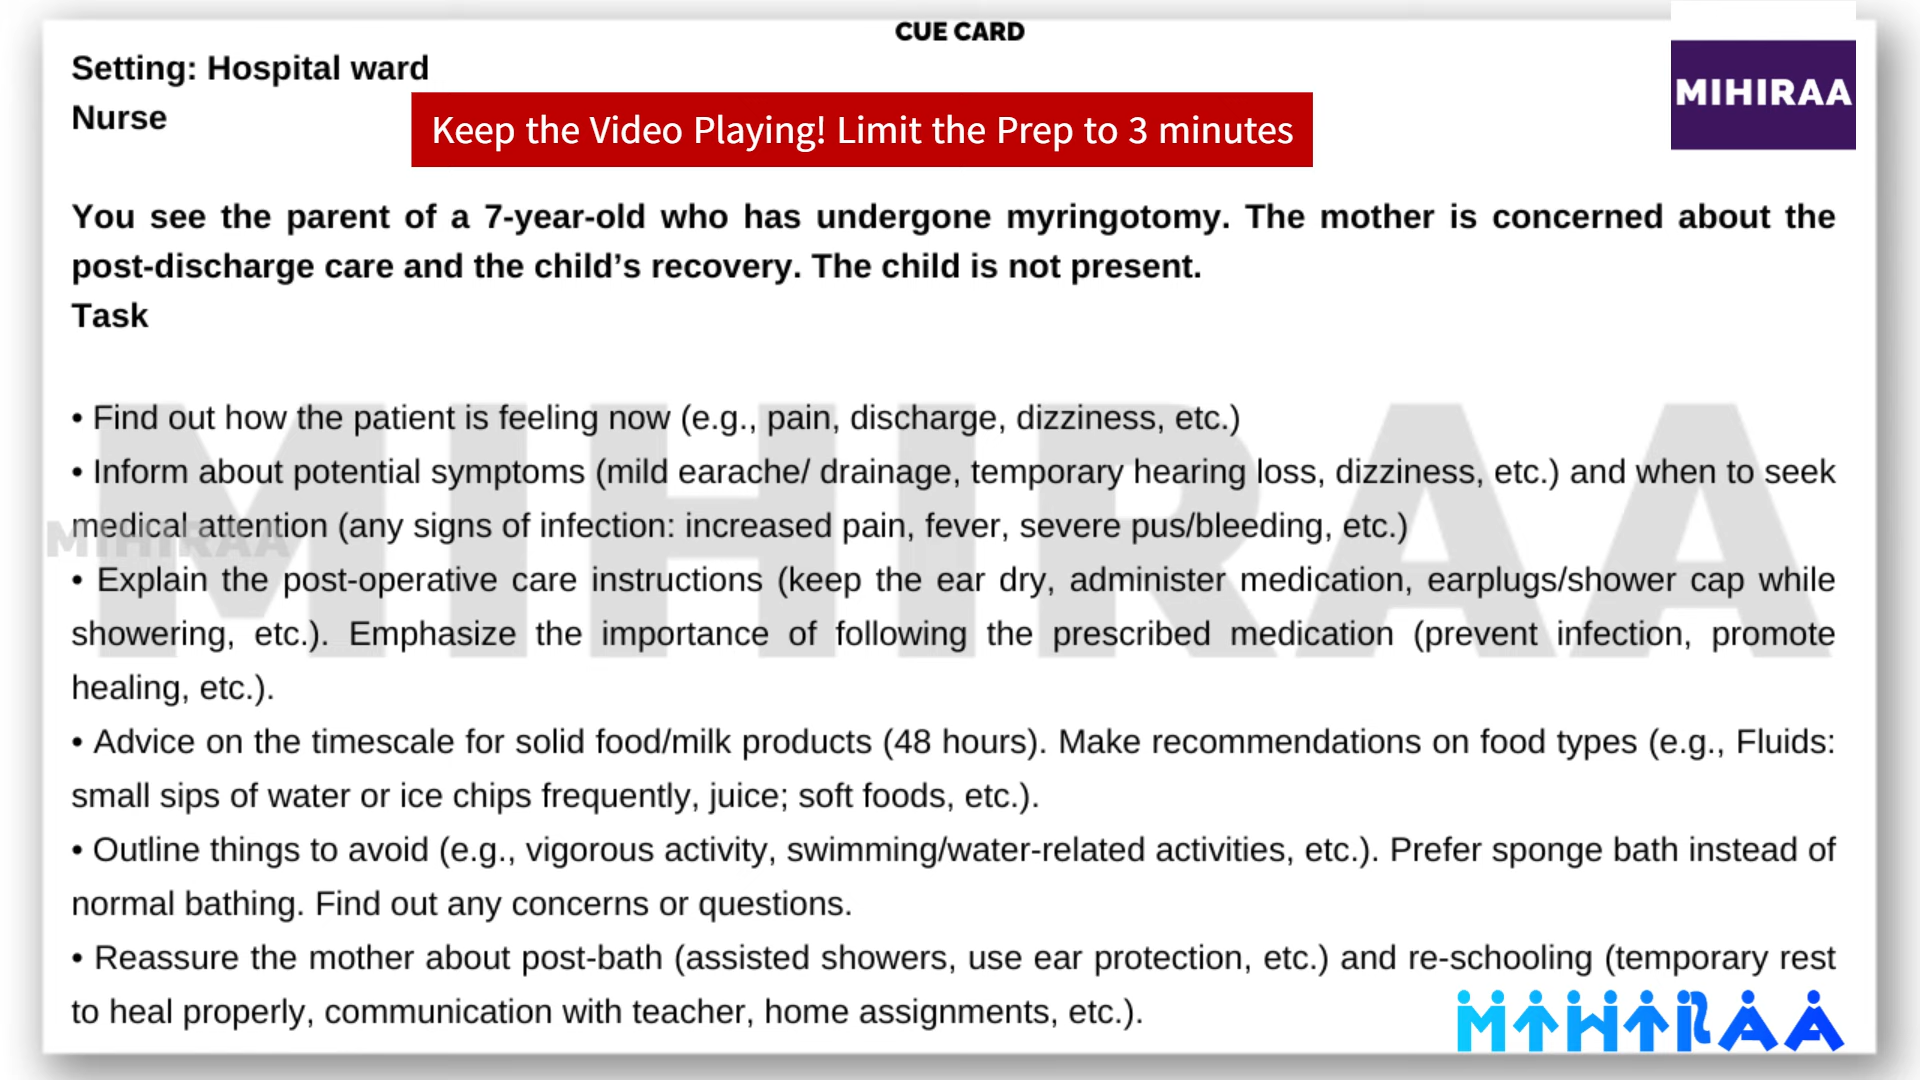 CUE CARD
Setting: Hospital ward
MIHIRAA
Nurse
Keep the Video Playing! Limit the Prep to 3 minutes
You see the parent of a 7-year-old who has undergone myringotomy. The mother is concerned about the
post-discharge care and the child's recovery. The child is not present.
Task
• Find out how the patient is feeling now (e.g., pain, discharge, dizziness, etc.)
• Inform about potential symptoms (mild earache/ drainage, temporary hearing loss, dizziness, etc.) and when to seek
medical attention (any signs of infection: increased pain, fever, severe pus/bleeding, etc.)
MIHIRAA
MIHIRAA
• Explain the post-operative care instructions (keep the ear dry, administer medication, earplugs/shower cap while
showering, etc.). Emphasize the importance of following the prescribed medication (prevent infection, promote
healing, etc.).
• Advice on the timescale for solid food/milk products (48 hours). Make recommendations on food types (e.g., Fluids:
small sips of water or ice chips frequently, juice; soft foods, etc.).
• Outline things to avoid (e.g., vigorous activity, swimming/water-related activities, etc.). Prefer sponge bath instead of
normal bathing. Find out any concerns or questions.
• Reassure the mother about post-bath (assisted showers, use ear protection, etc.) and re-schooling (temporary rest
to heal properly, communication with teacher, home assignments, etc.).
MIHIRAA